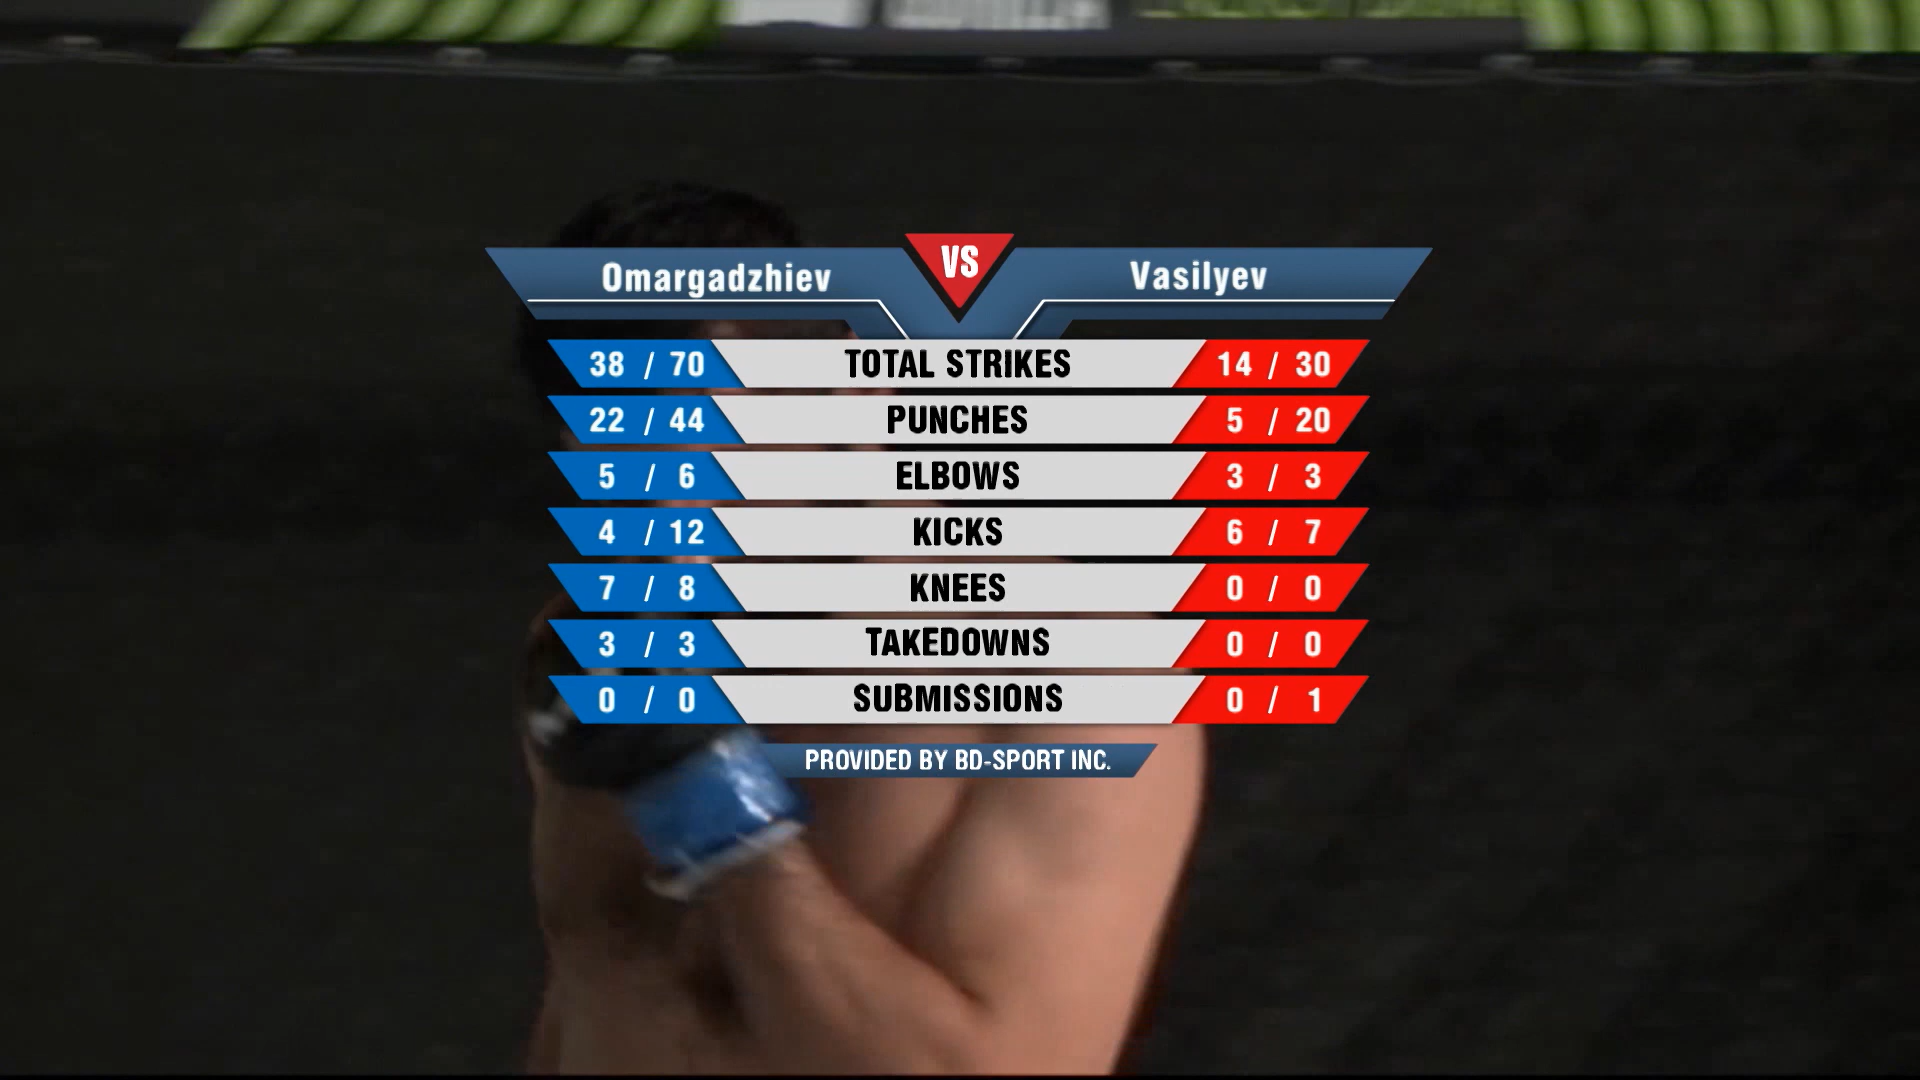 VS
Omargadzhiev Vasilyev
38 / 70 TOTAL STRIKES 14 / 30
22 / 44 PUNCHES 5 / 20
5 / 6 ELBOWS 3 / 3
4 / 12 KICKS 6 / 7
7 / 8 KNEES 0 / 0
3 / 3 TAKEDOWNS 0 / 0
0 / 0 SUBMISSIONS 0 / 1
PROVIDED BY BD-SPORT INC.